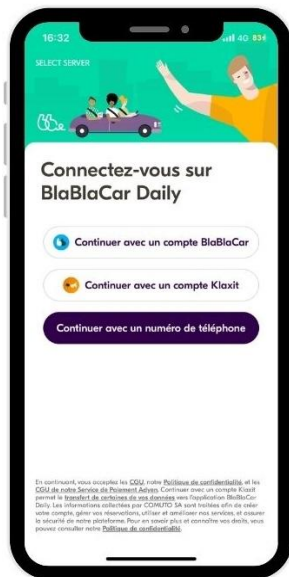 16:32
4G 83
SELECT SERVER
Connectez-vous sur
BlaBlaCar Daily
Continuer avec un compte BlaBlaCar
Continuer avec un compte Klaxit
Continuer avec un numéro de téléphone
En continuant, vous acceptez les CGU, notre Politique de confidentialité, et les
CGU de notre Service de Paiement Adyen. Continuer avec un compte Klaxit
permet le transfert de certaines de vos données vers l'application BlaBlaCar
Daily. Les informations collectées par COMUTO SA sont traitées afin de créer
votre compte, gérer vos réservations, utiliser et améliorer nos services, et assurer
la sécurité de notre plateforme. Pour en savoir plus et connaître vos droits, vous
pouvez consulter notre Politique de confidentialité.